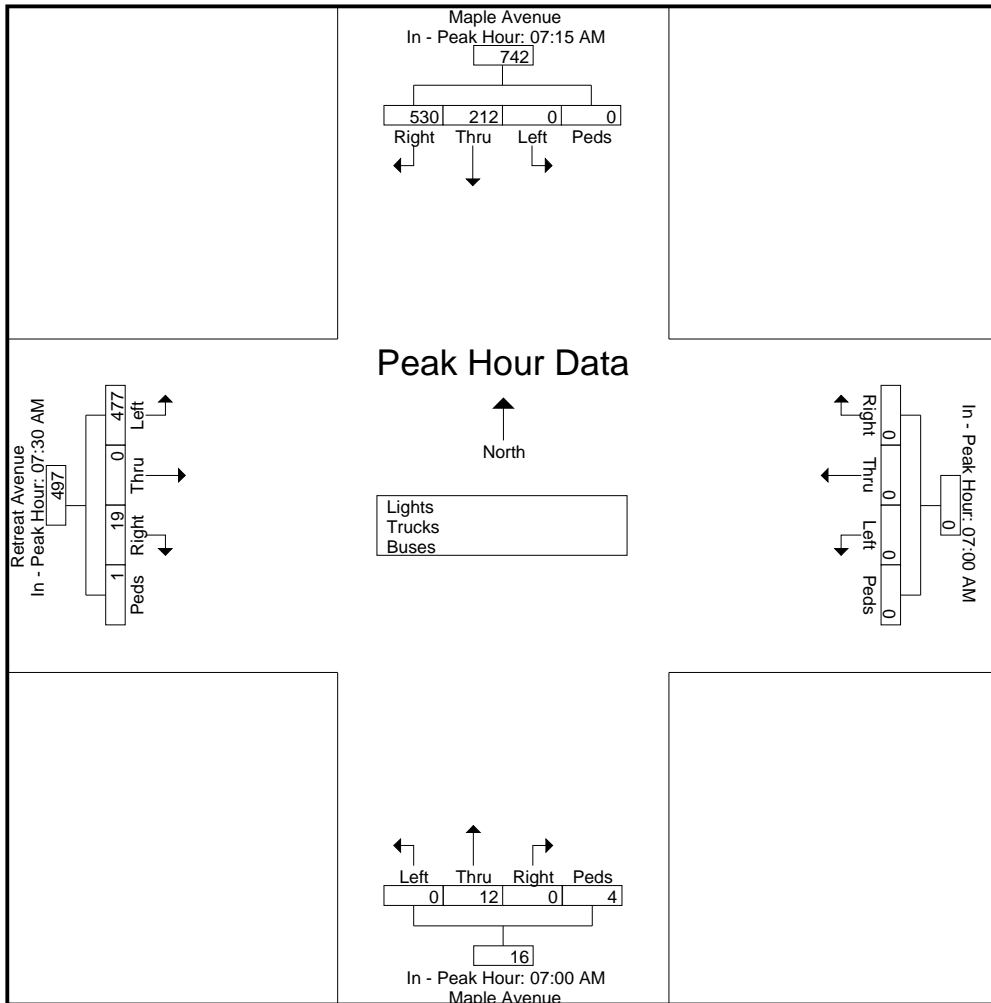 Maple Avenue
In - Peak Hour: 07:15 AM
742
530 212 0 0
Right Thru Left Peds
Peak Hour Data
North
Lights
Trucks
Buses
Retreat Avenue
In - Peak Hour: 07:30 AM
497
477 0 19 1
Left Thru Right Peds
In - Peak Hour: 07:00 AM
0
0 0 0 0
Right Thru Left Peds
Left Thru Right Peds
0 12 0 4
16
In - Peak Hour: 07:00 AM
Maple Avenue